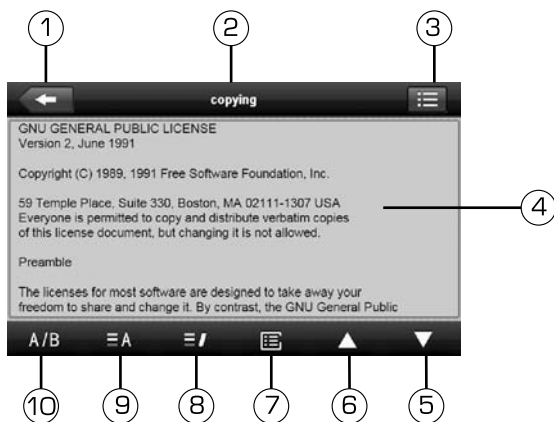 1 2 3
copying
GNU GENERAL PUBLIC LICENSE
Version 2, June 1991
Copyright (C) 1989, 1991 Free Software Foundation, Inc.
59 Temple Place, Suite 330, Boston, MA 02111-1307 USA
Everyone is permitted to copy and distribute verbatim copies
of this license document, but changing it is not allowed.
4
Preamble
The licenses for most software are designed to take away your
freedom to share and change it. By contrast, the GNU General Public
A/B A
10 9 8 7 6 5